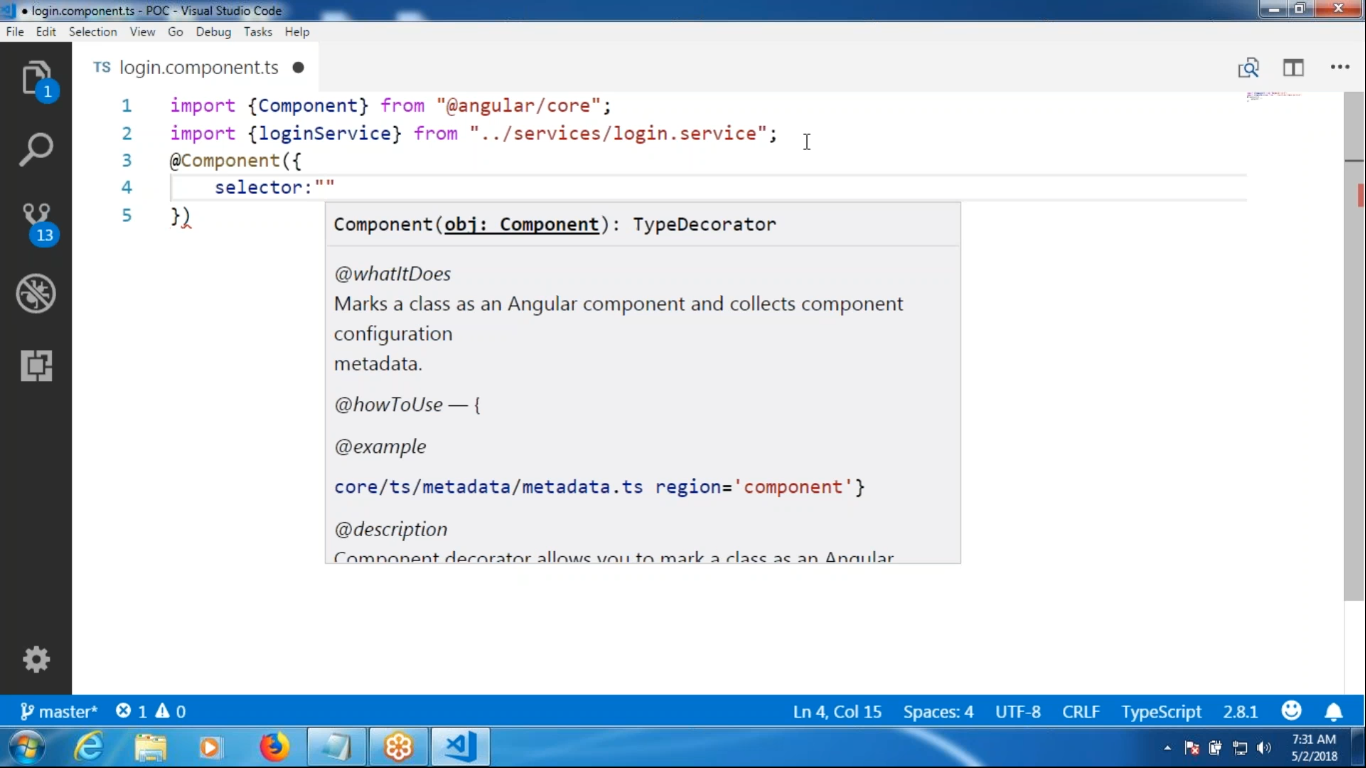 login.component.ts - POC - Visual Studio Code
File Edit Selection View Go Debug Tasks Help
TS login.component.ts
1
1 import {Component} from "@angular/core";
2 import {loginService} from "../services/login.service";
3 @Component({
4 selector:""
5 })
13
Component(obj: Component): TypeDecorator
@whatItDoes
Marks a class as an Angular component and collects component
configuration
metadata.
@howToUse — {
@example
core/ts/metadata/metadata.ts region='component'}
@description
Component decorator allows you to mark a class as an Angular
master* 1 0 Ln 4, Col 15 Spaces: 4 UTF-8 CRLF TypeScript 2.8.1
7:31 AM
5/2/2018